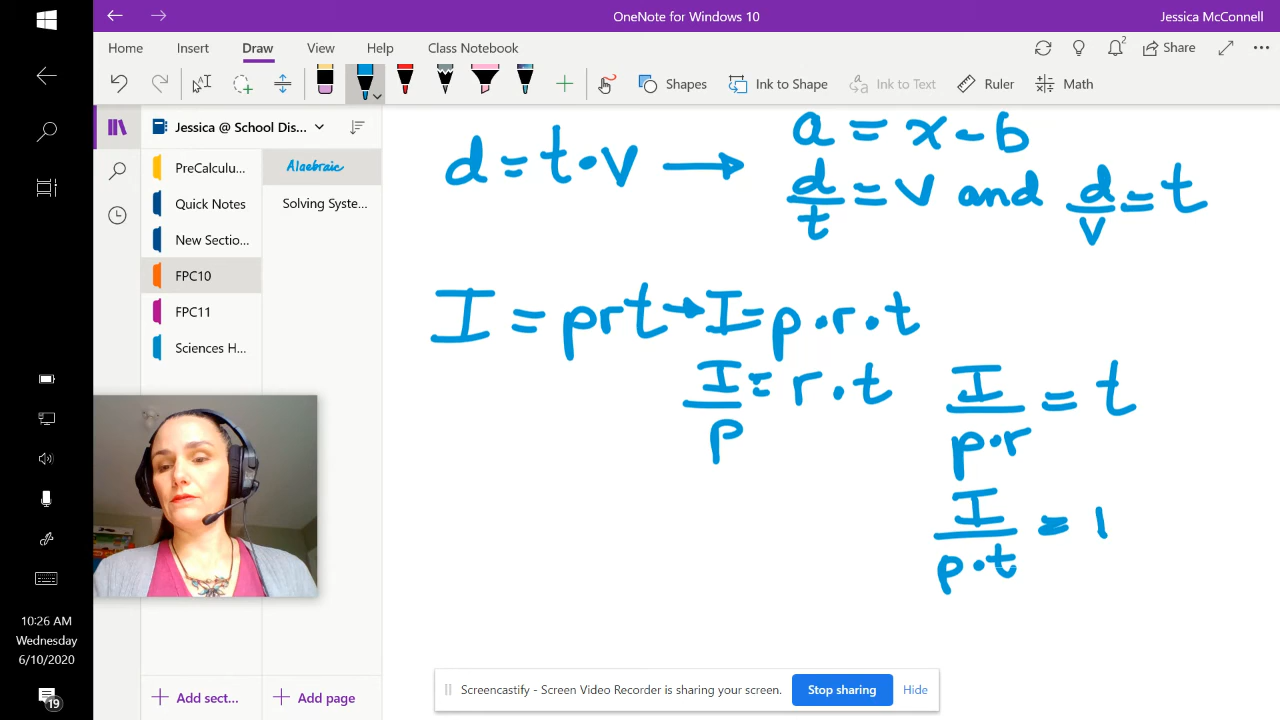 OneNote for Windows 10
Jessica McConnell
Home Insert Draw View Help Class Notebook
2 Share
Shapes Ink to Shape Ink to Text Ruler Math
Jessica @ School Dis...
PreCalculu...
Quick Notes
New Sectio...
FPC10
FPC11
Sciences H...
Add sect...
Algebraic
Solving Syste...
Add page
a = x - b
d = t · v →
d/t = v and d/v = t
I = prt → I = p · r · t
I/p = r · t
I/p·r = t
I/p·t =
10:26 AM
Wednesday
6/10/2020
19
Screencastify - Screen Video Recorder is sharing your screen.
Stop sharing
Hide